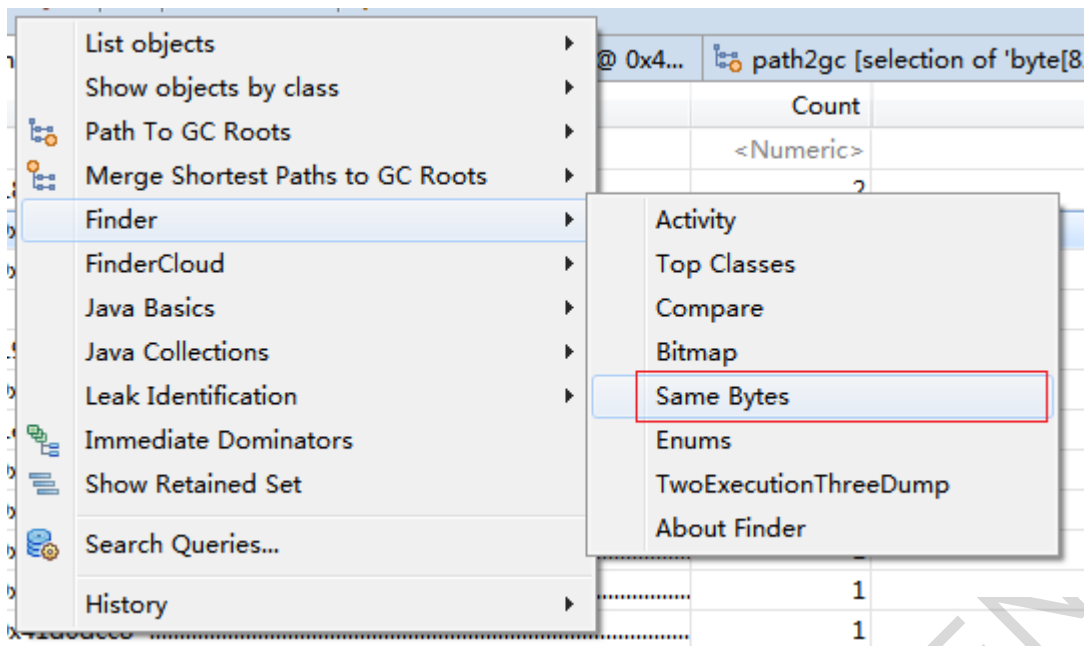 List objects
@ 0x4...
path2gc [selection of 'byte[8
Show objects by class
Count
Path To GC Roots
<Numeric>
Merge Shortest Paths to GC Roots
2
Finder
Activity
FinderCloud
Top Classes
Java Basics
Compare
Java Collections
Bitmap
Leak Identification
Same Bytes
Immediate Dominators
Enums
Show Retained Set
TwoExecutionThreeDump
Search Queries...
About Finder
History
1
1